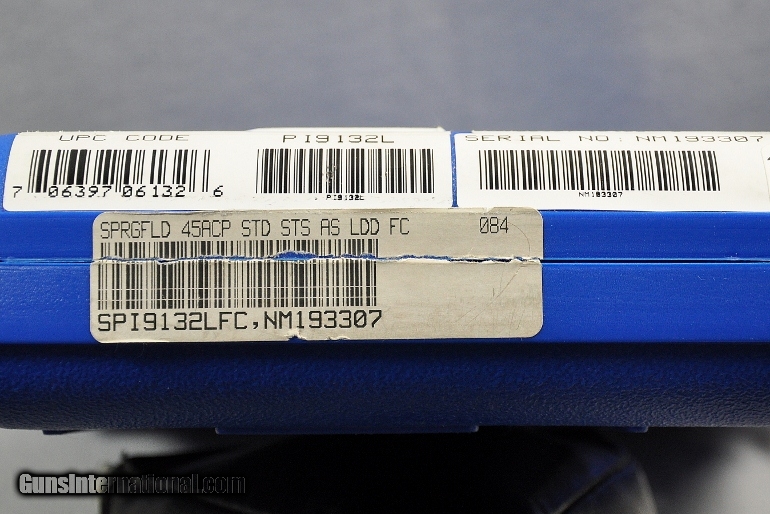 UPC CODE
PI9132L
SERIAL NO: NM193307
7 06397 06132 6
PI9132L
NM193307
SPRGFLD 45ACP STD STS AS LDD FC 084
SPI9132LFC,NM193307
GunsInternational.com